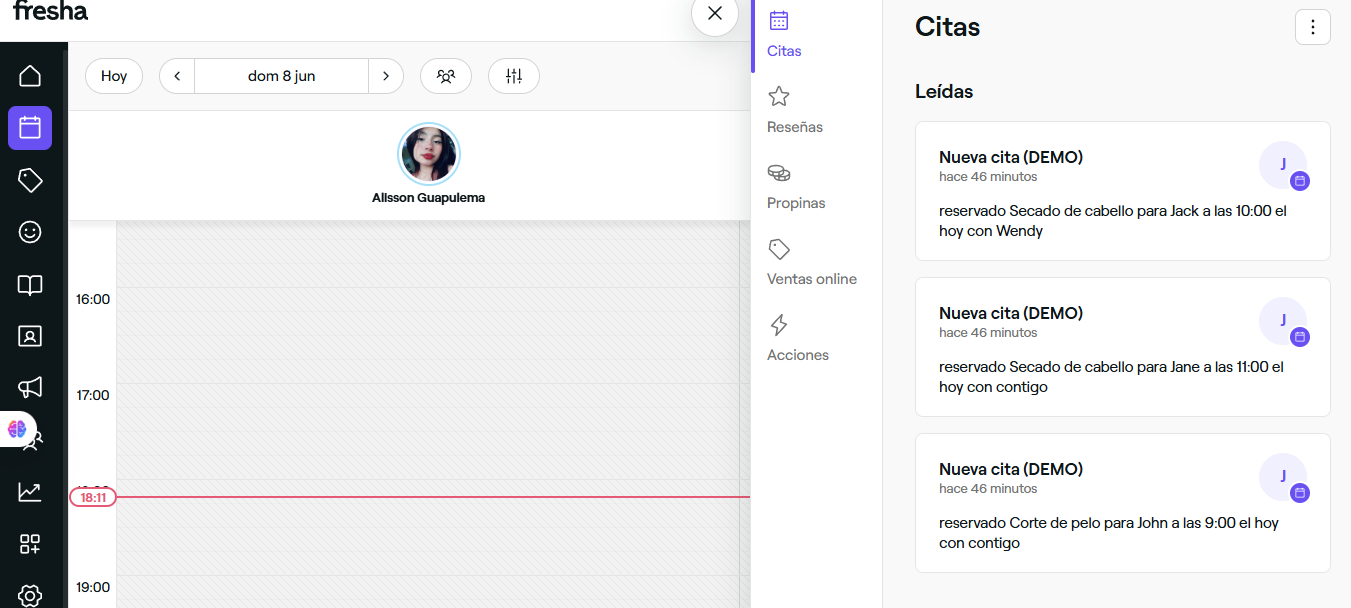 fresha
Hoy
dom 8 jun
Alisson Guapulema
16:00
17:00
18:11
19:00
Citas
Reseñas
Propinas
Ventas online
Acciones
Citas
Leídas
Nueva cita (DEMO)
hace 46 minutos
J
reservado Secado de cabello para Jack a las 10:00 el
hoy con Wendy
Nueva cita (DEMO)
hace 46 minutos
J
reservado Secado de cabello para Jane a las 11:00 el
hoy con contigo
Nueva cita (DEMO)
hace 46 minutos
J
reservado Corte de pelo para John a las 9:00 el hoy
con contigo